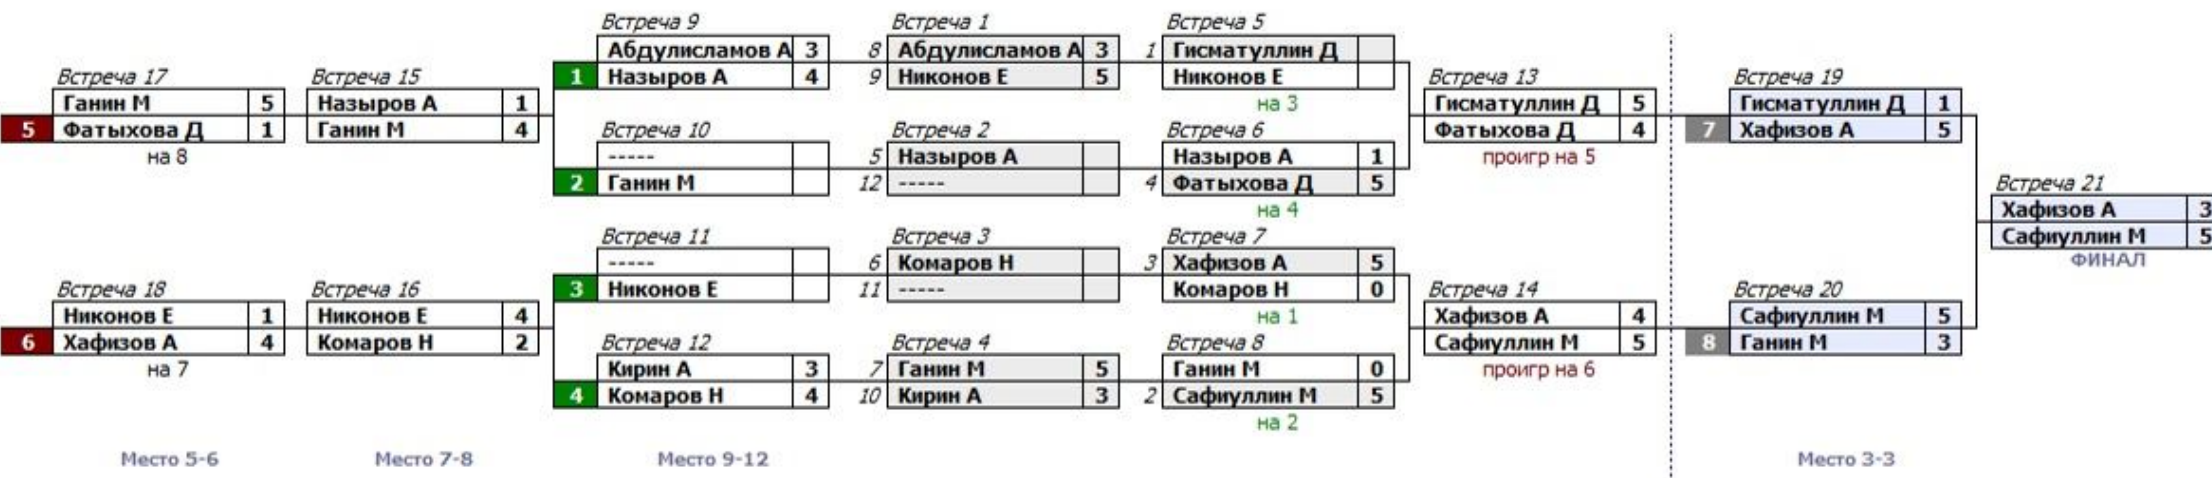 Встреча 17
Ганин М 5
5 Фатыхова Д 1
на 8
Встреча 18
Никонов Е 1
6 Хафизов А 4
на 7
Место 5-6
Встреча 15
Назыров А 1
Ганин М 4
Встреча 16
Никонов Е 4
Комаров Н 2
Место 7-8
Встреча 9
Абдулисламов А 3
1 Назыров А 4
Встреча 10
-----
2 Ганин М
Встреча 11
-----
3 Никонов Е
Встреча 12
Кирин А 3
4 Комаров Н 4
Место 9-12
Встреча 1
8 Абдулисламов А 3
9 Никонов Е 5
Встреча 2
5 Назыров А
12 -----
Встреча 3
6 Комаров Н
11 -----
Встреча 4
7 Ганин М 5
10 Кирин А 3
Встреча 5
1 Гисматуллин Д
Никонов Е
на 3
Встреча 6
Назыров А 1
4 Фатыхова Д 5
на 4
Встреча 7
3 Хафизов А 5
Комаров Н 0
на 1
Встреча 8
Ганин М 0
2 Сафиуллин М 5
на 2
Встреча 13
Гисматуллин Д 5
Фатыхова Д 4
проигр на 5
Встреча 14
Хафизов А 4
Сафиуллин М 5
проигр на 6
Встреча 19
Гисматуллин Д 1
7 Хафизов А 5
Встреча 20
Сафиуллин М 5
8 Ганин М 3
Место 3-3
Встреча 21
Хафизов А 3
Сафиуллин М 5
ФИНАЛ